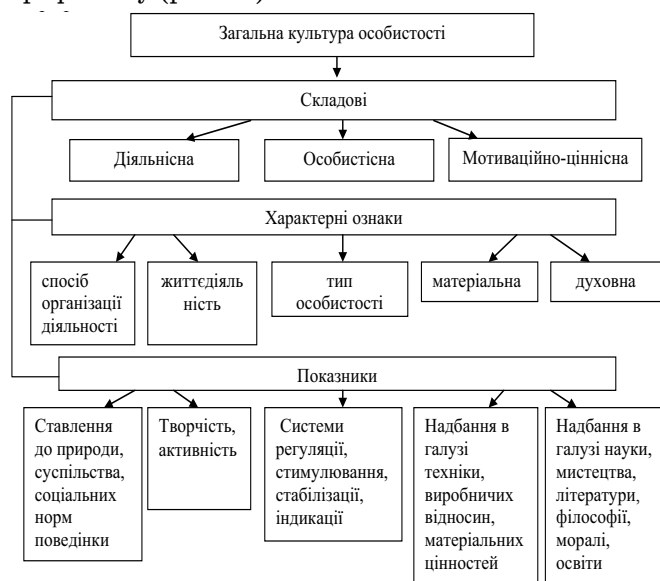 Загальна культура особистості
Складові
Діяльнісна
Особистісна
Мотиваційно-ціннісна
Характерні ознаки
спосіб
організації
діяльності
життєдіяль
ність
тип
особистості
матеріальна
духовна
Показники
Ставлення
до природи,
суспільства,
соціальних
норм
поведінки
Творчість,
активність
Системи
регуляції,
стимулювання,
стабілізації,
індикації
Надбання в
галузі
техніки,
виробничих
відносин,
матеріальних
цінностей
Надбання в
галузі науки,
мистецтва,
літератури,
філософії,
моралі,
освіти